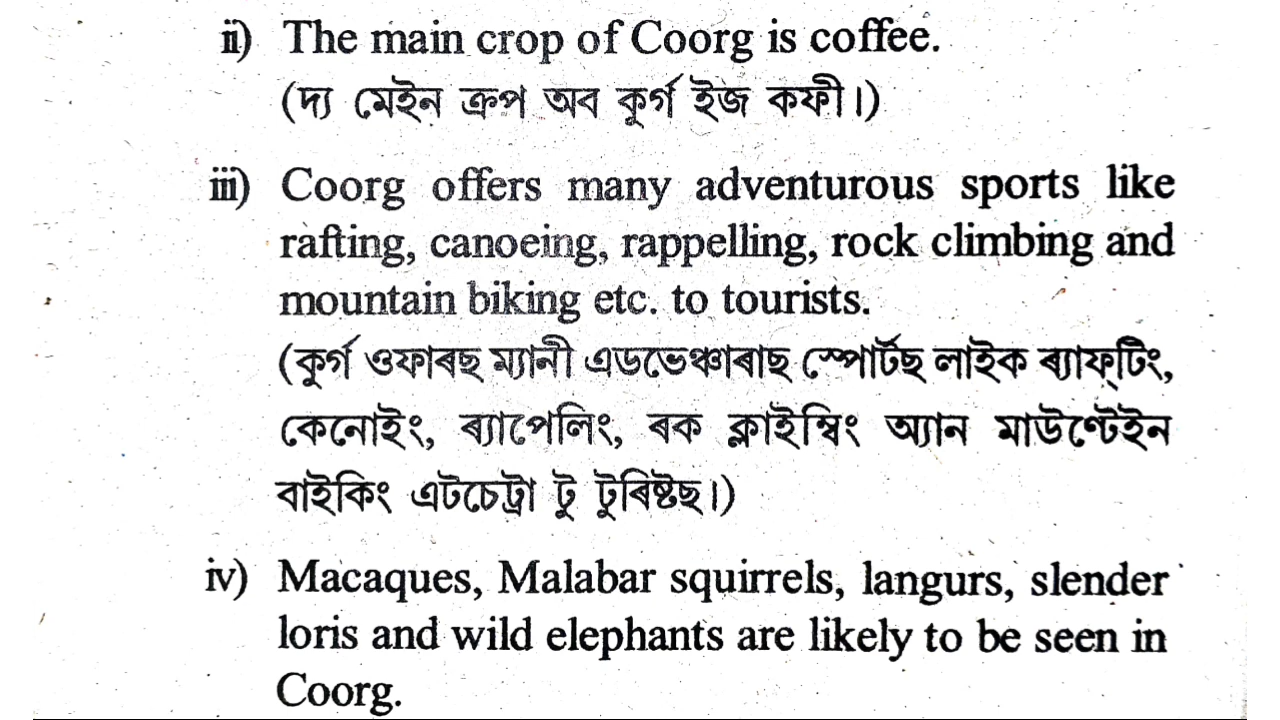 ii) The main crop of Coorg is coffee.
(দ্য মেইন ক্ৰপ অব কূৰ্গ ইজ কফী।)
iii) Coorg offers many adventurous sports like
rafting, canoeing, rappelling, rock climbing and
mountain biking etc. to tourists.
(কূৰ্গ ওফাৰছ ম্যানী এডভেঞ্চাৰাছ স্পোৰ্টছ লাইক ৰ‍্যাফ্টিং,
কেনোইং, ৰ‍্যাপেলিং, ৰক ক্লাইম্বিং অ্যান মাউণ্টেইন
বাইকিং এটচেট্ৰা টু টুৰিষ্টছ।)
iv) Macaques, Malabar squirrels, langurs, slender
loris and wild elephants are likely to be seen in
Coorg.